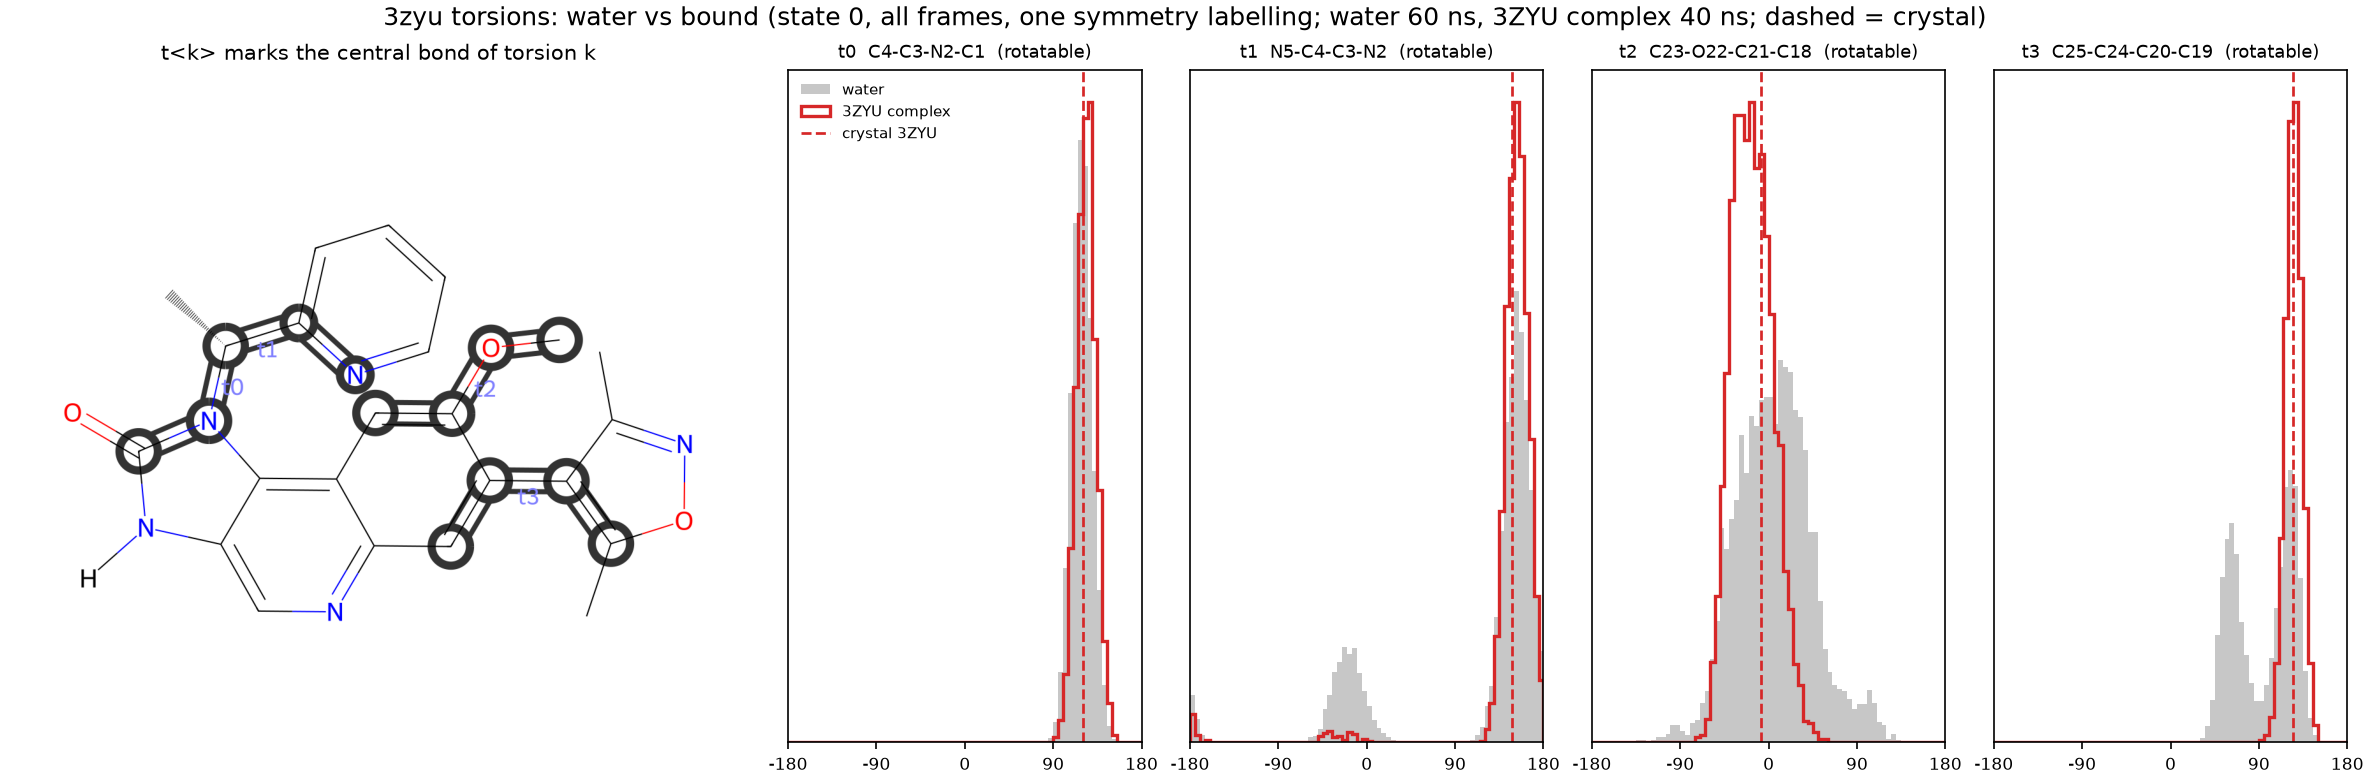 3zyu torsions: water vs bound (state 0, all frames, one symmetry labelling; water 60 ns, 3ZYU complex 40 ns; dashed = crystal)
t<k> marks the central bond of torsion k
t0 C4-C3-N2-C1 (rotatable)
t1 N5-C4-C3-N2 (rotatable)
t2 C23-O22-C21-C18 (rotatable)
t3 C25-C24-C20-C19 (rotatable)
water
3ZYU complex
crystal 3ZYU
O
t1
N
t0
O
t2
O
N
N
t3
N
O
N
H
N
-180 -90 0 90 180
-180 -90 0 90 180
-180 -90 0 90 180
-180 -90 0 90 180